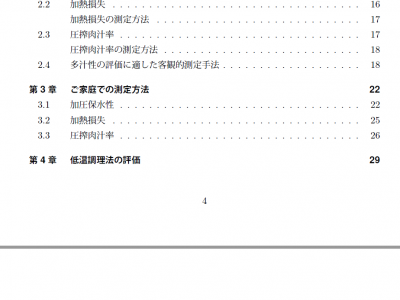 2.2 加熱損失 . . . . . . . . . . . . . . . . . . . . . . . . . . . . . 16
加熱損失の測定方法 . . . . . . . . . . . . . . . . . . . . . . . 17
2.3 圧搾肉汁率 . . . . . . . . . . . . . . . . . . . . . . . . . . . . 17
圧搾肉汁率の測定方法 . . . . . . . . . . . . . . . . . . . . . . 18
2.4 多汁性の評価に適した客観的測定手法 . . . . . . . . . . . . . . . 18
第 3 章 ご家庭での測定方法 22
3.1 加圧保水性 . . . . . . . . . . . . . . . . . . . . . . . . . . . . 22
3.2 加熱損失 . . . . . . . . . . . . . . . . . . . . . . . . . . . . . 25
3.3 圧搾肉汁率 . . . . . . . . . . . . . . . . . . . . . . . . . . . . 26
第 4 章 低温調理法の評価 29
4